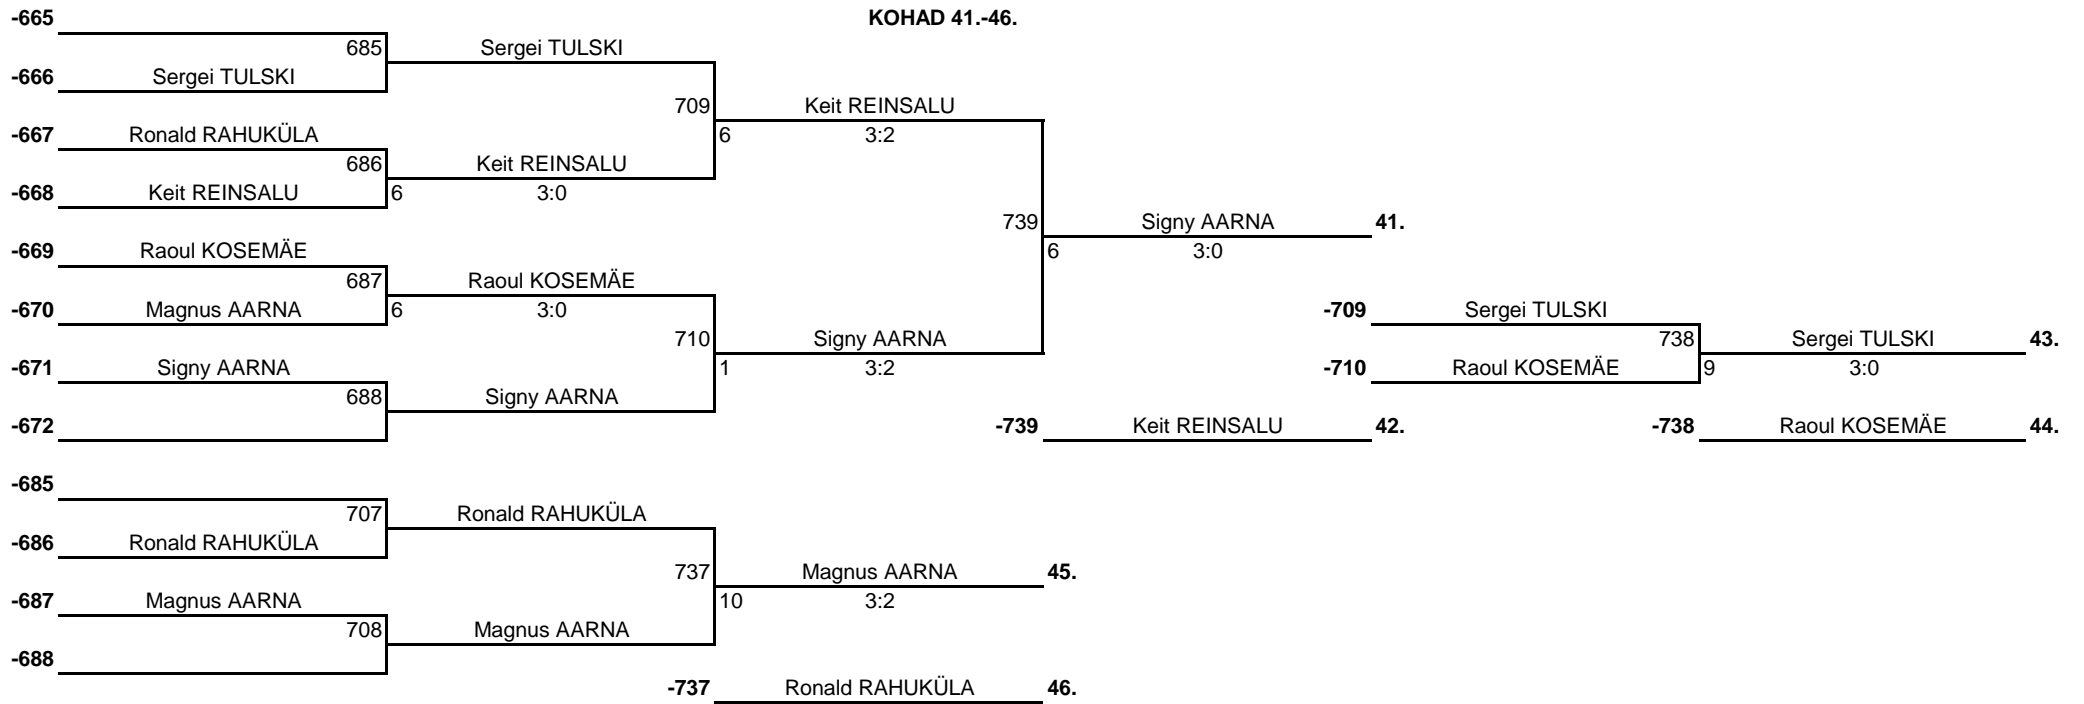 -665 KOHAD 41.-46.
685 Sergei TULSKI
-666 Sergei TULSKI
709 Keit REINSALU
-667 Ronald RAHUKÜLA 6 3:2
686 Keit REINSALU
-668 Keit REINSALU 6 3:0
739 Signy AARNA 41.
-669 Raoul KOSEMÄE 6 3:0
687 Raoul KOSEMÄE
-670 Magnus AARNA 6 3:0 -709 Sergei TULSKI
710 Signy AARNA 738 Sergei TULSKI 43.
-671 Signy AARNA 1 3:2 -710 Raoul KOSEMÄE 9 3:0
688 Signy AARNA
-672 -739 Keit REINSALU 42. -738 Raoul KOSEMÄE 44.
-685
707 Ronald RAHUKÜLA
-686 Ronald RAHUKÜLA
737 Magnus AARNA 45.
-687 Magnus AARNA 10 3:2
708 Magnus AARNA
-688
-737 Ronald RAHUKÜLA 46.